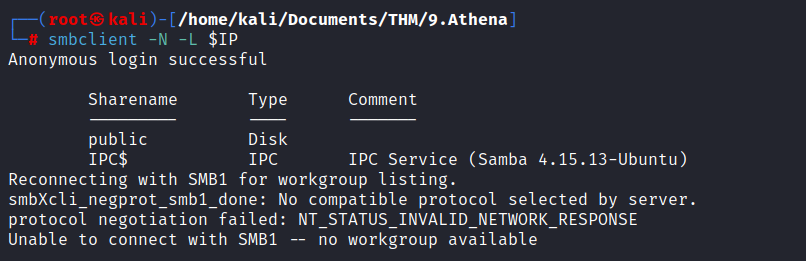 ┌──(root㉿kali)-[/home/kali/Documents/THM/9.Athena]
└─# smbclient -N -L $IP
Anonymous login successful
Sharename Type Comment
--------- ---- -------
public Disk
IPC$ IPC IPC Service (Samba 4.15.13-Ubuntu)
Reconnecting with SMB1 for workgroup listing.
smbXcli_negprot_smb1_done: No compatible protocol selected by server.
protocol negotiation failed: NT_STATUS_INVALID_NETWORK_RESPONSE
Unable to connect with SMB1 -- no workgroup available